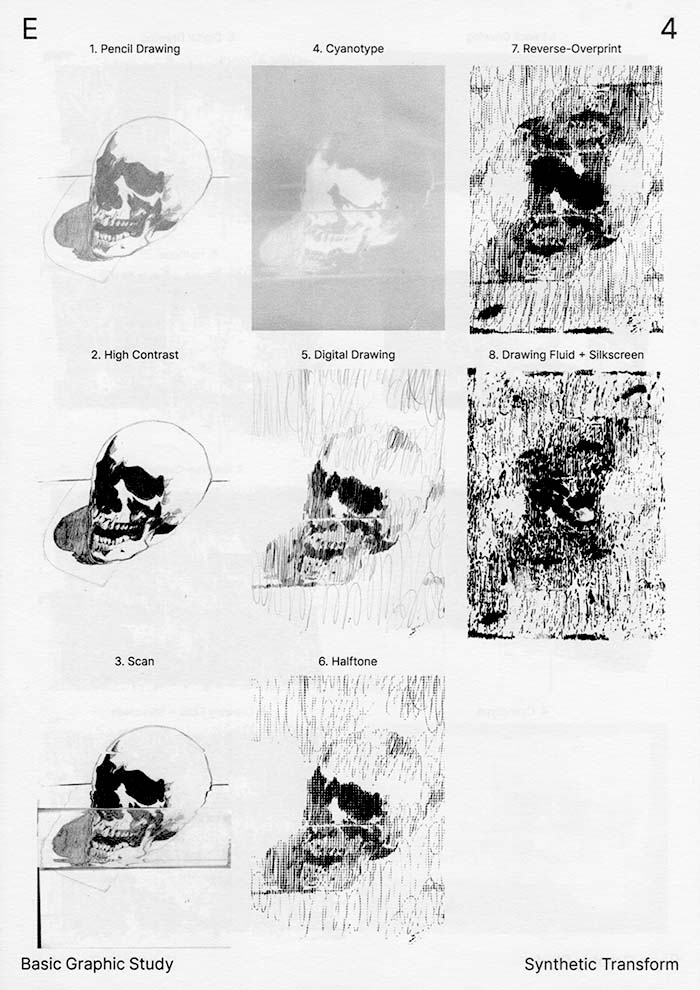 E
4
1. Pencil Drawing
4. Cyanotype
7. Reverse-Overprint
2. High Contrast
5. Digital Drawing
8. Drawing Fluid + Silkscreen
3. Scan
6. Halftone
Basic Graphic Study
Synthetic Transform